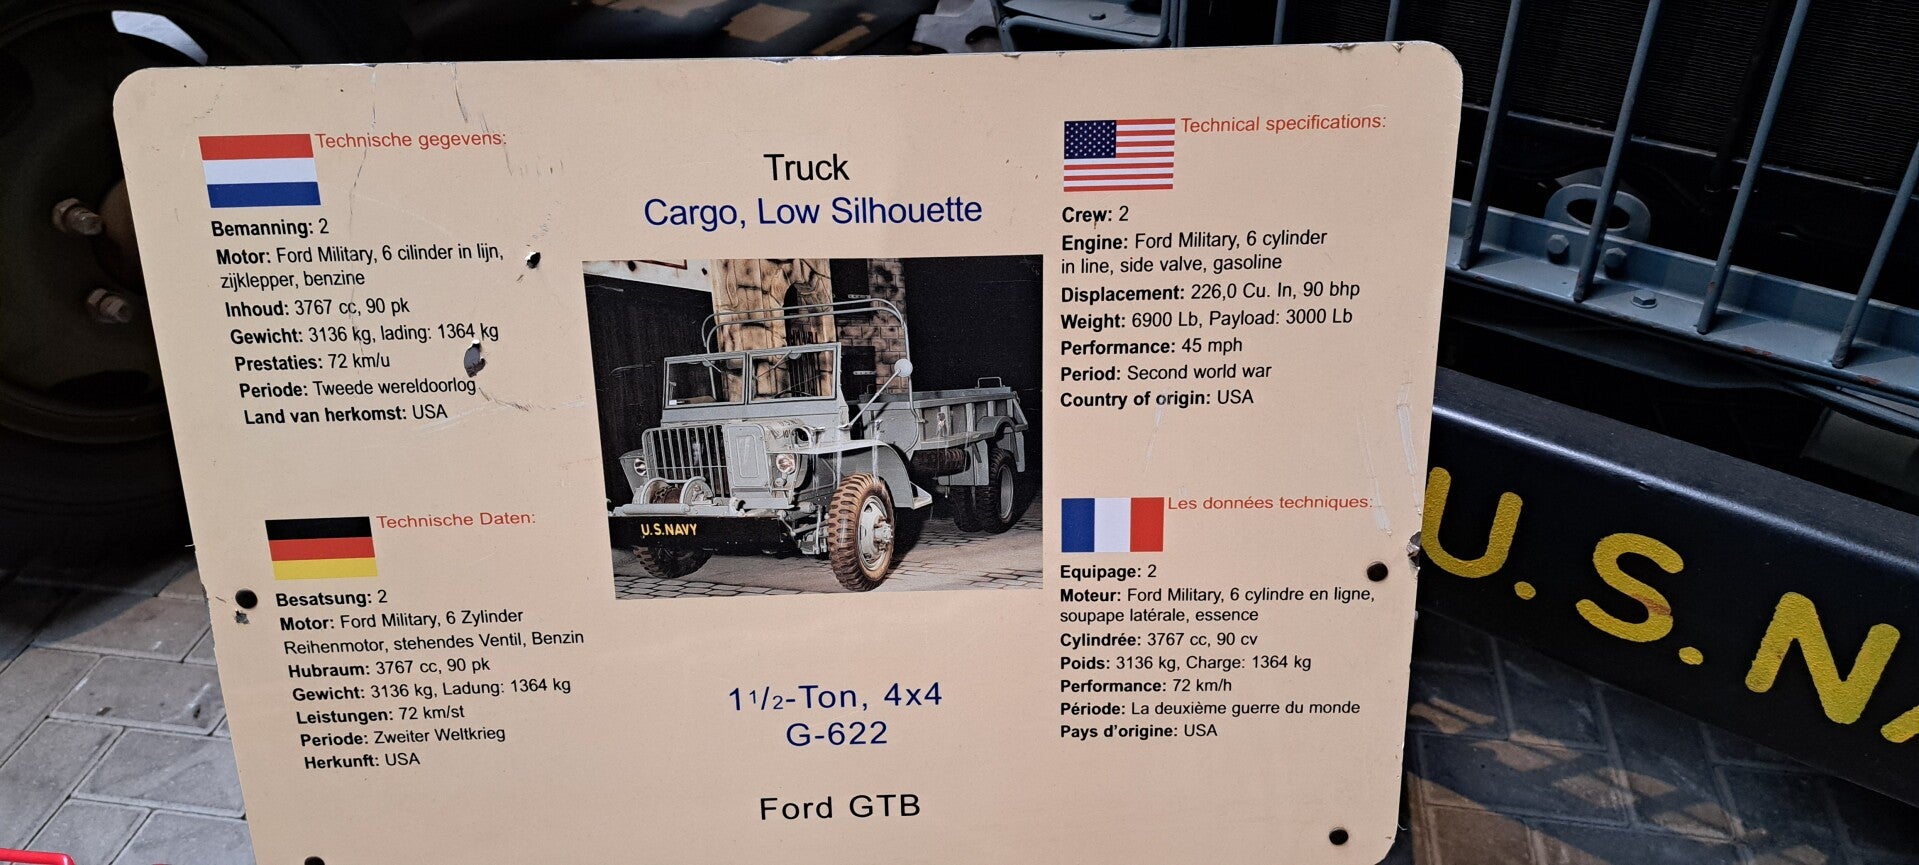 Technische gegevens:
Bemanning: 2
Motor: Ford Military, 6 cilinder in lijn,
zijklepper, benzine
Inhoud: 3767 cc, 90 pk
Gewicht: 3136 kg, lading: 1364 kg
Prestaties: 72 km/u
Periode: Tweede wereldoorlog
Land van herkomst: USA
Technische Daten:
Besatsung: 2
Motor: Ford Military, 6 Zylinder
Reihenmotor, stehendes Ventil, Benzin
Hubraum: 3767 cc, 90 pk
Gewicht: 3136 kg, Ladung: 1364 kg
Leistungen: 72 km/st
Periode: Zweiter Weltkrieg
Herkunft: USA
Truck
Cargo, Low Silhouette
U.S.NAVY
1 1/2-Ton, 4x4
G-622
Ford GTB
Technical specifications:
Crew: 2
Engine: Ford Military, 6 cylinder
in line, side valve, gasoline
Displacement: 226,0 Cu. In, 90 bhp
Weight: 6900 Lb, Payload: 3000 Lb
Performance: 45 mph
Period: Second world war
Country of origin: USA
Les données techniques:
Equipage: 2
Moteur: Ford Military, 6 cylindre en ligne,
soupape latérale, essence
Cylindrée: 3767 cc, 90 cv
Poids: 3136 kg, Charge: 1364 kg
Performance: 72 km/h
Période: La deuxième guerre du monde
Pays d'origine: USA
U.S.NA